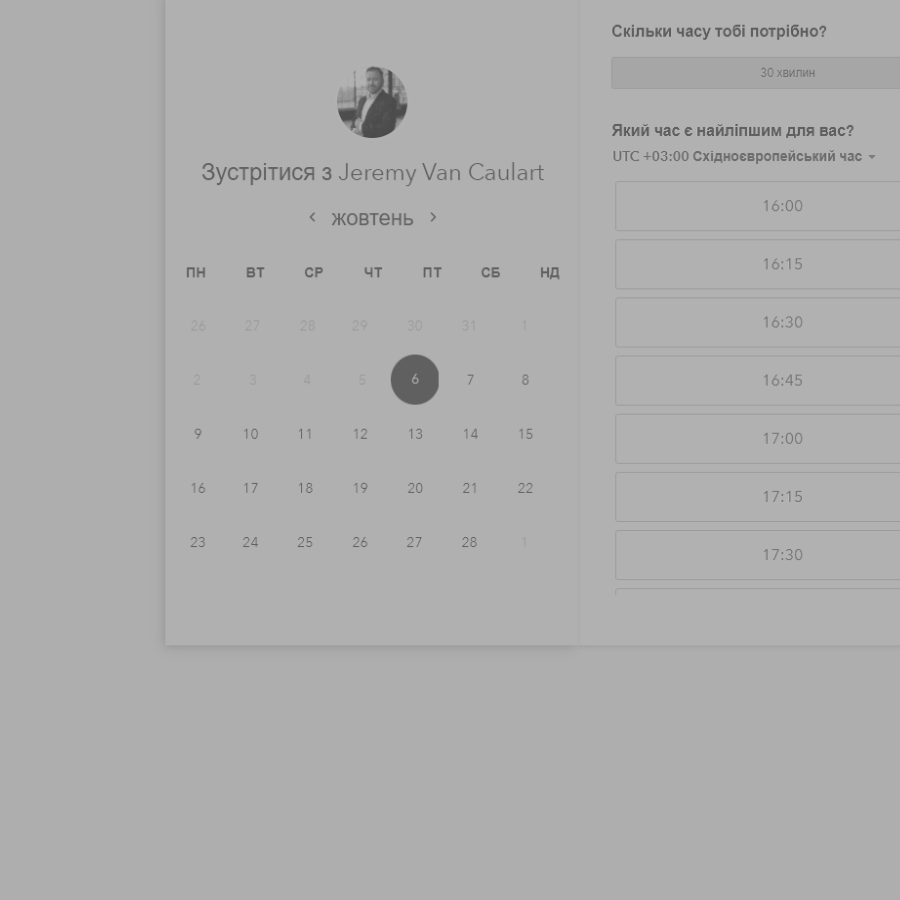 Зустрітися з Jeremy Van Caulart
жовтень
ПН ВТ СР ЧТ ПТ СБ НД
26 27 28 29 30 31 1
2 3 4 5 6 7 8
9 10 11 12 13 14 15
16 17 18 19 20 21 22
23 24 25 26 27 28 1
Скільки часу тобі потрібно?
30 хвилин
Який час є найліпшим для вас?
UTC +03:00 Східноєвропейський час
16:00
16:15
16:30
16:45
17:00
17:15
17:30